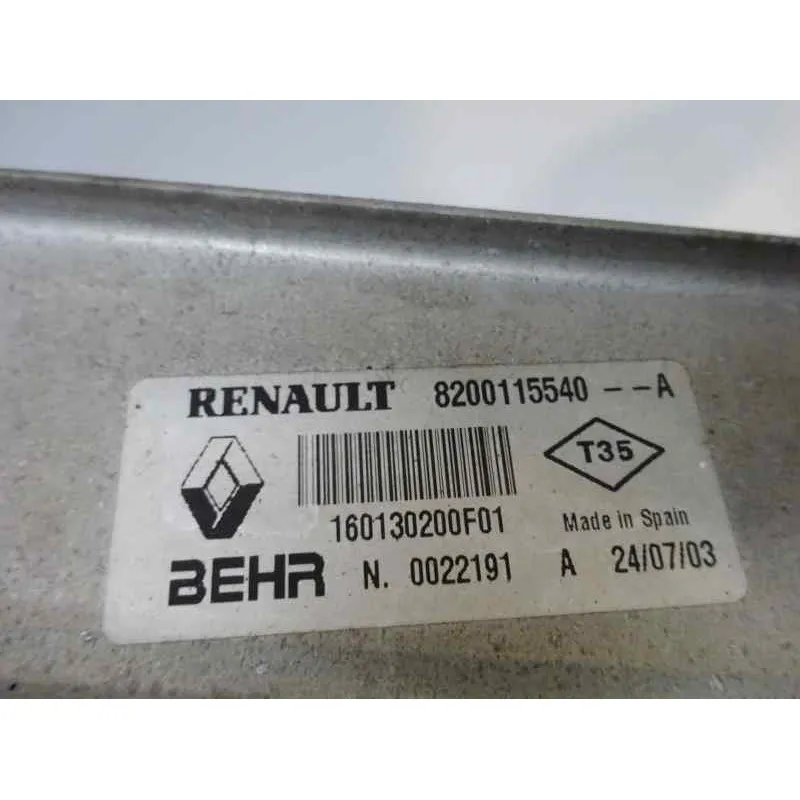 RENAULT 8200115540 --A
T35
160130200F01 Made in Spain
BEHR N. 0022191 A 24/07/03